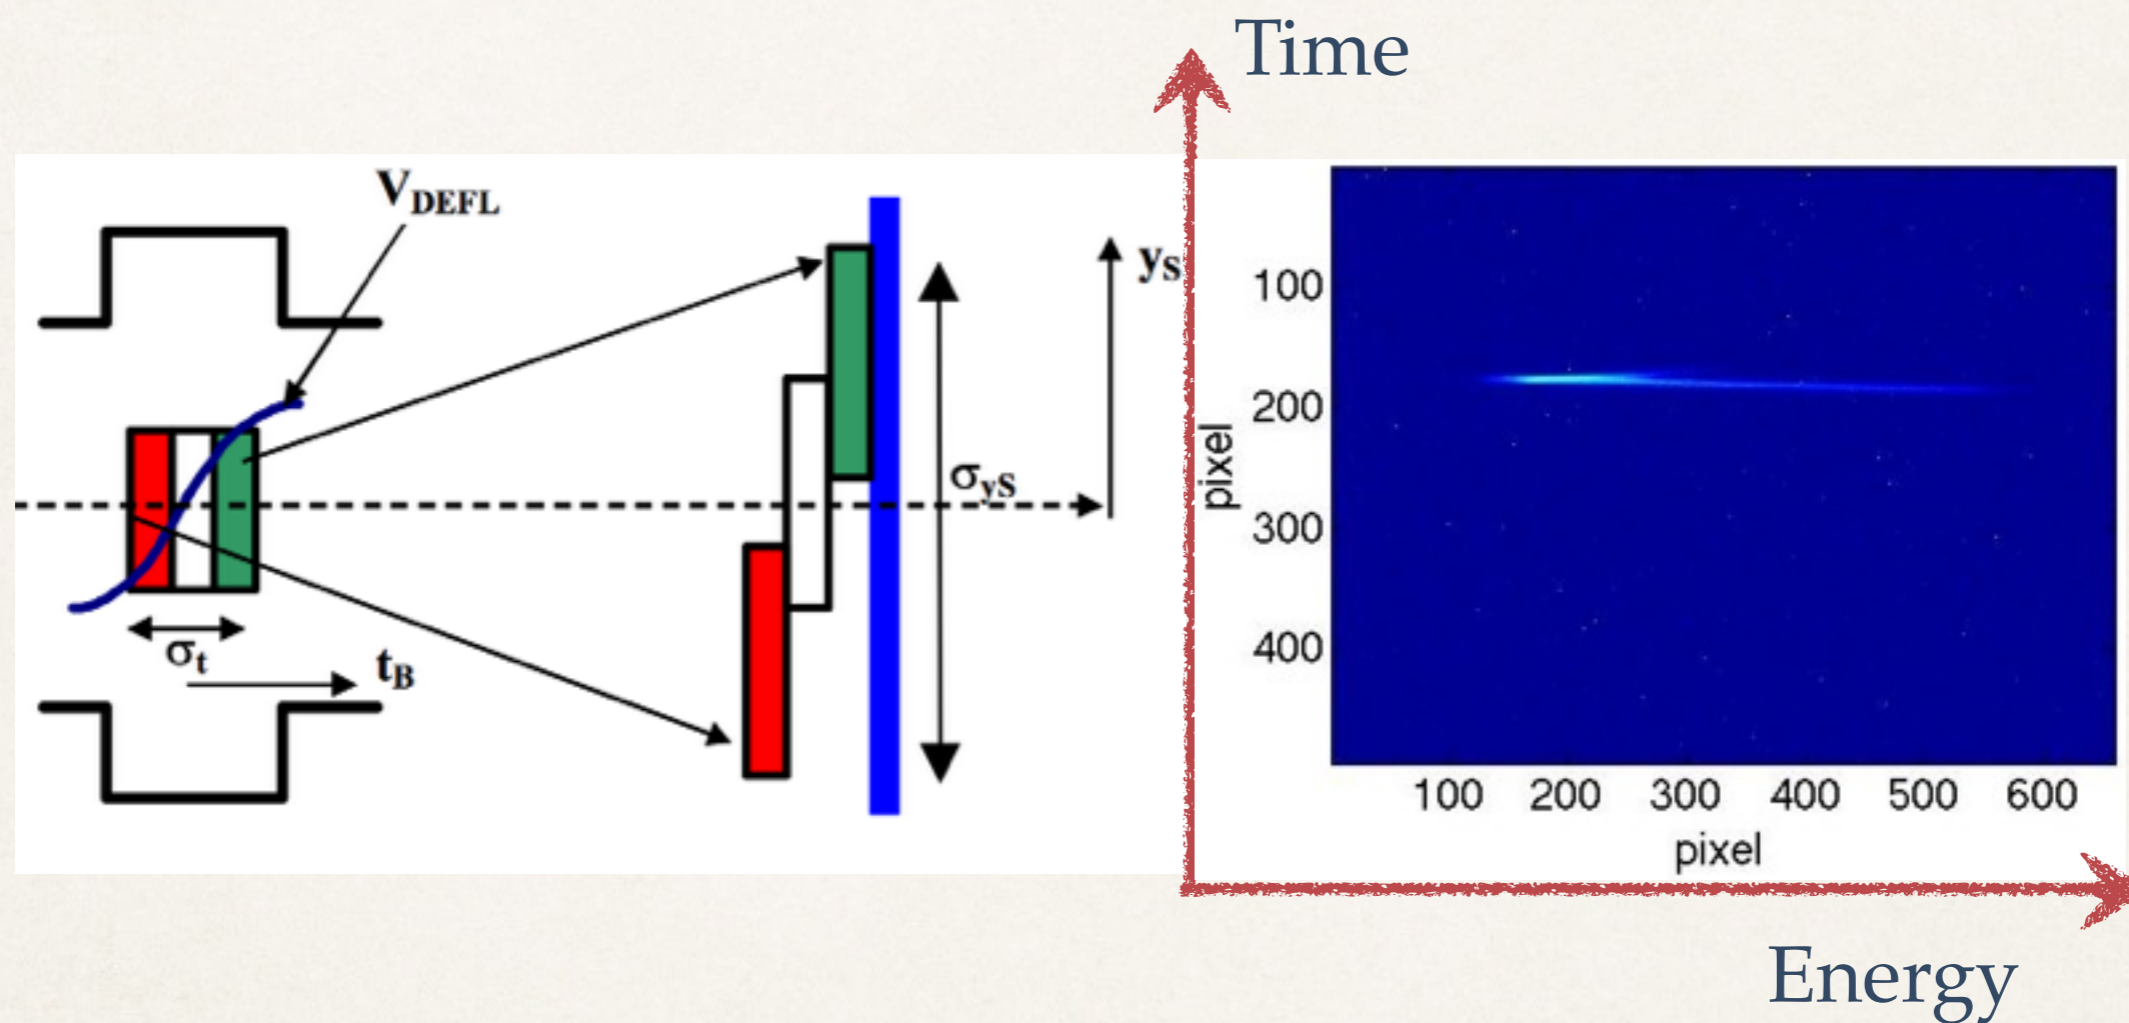 Time
V_DEFL
y_S
σ_yS
σ_t
t_B
100
200
300
400
pixel
100 200 300 400 500 600
pixel
Energy